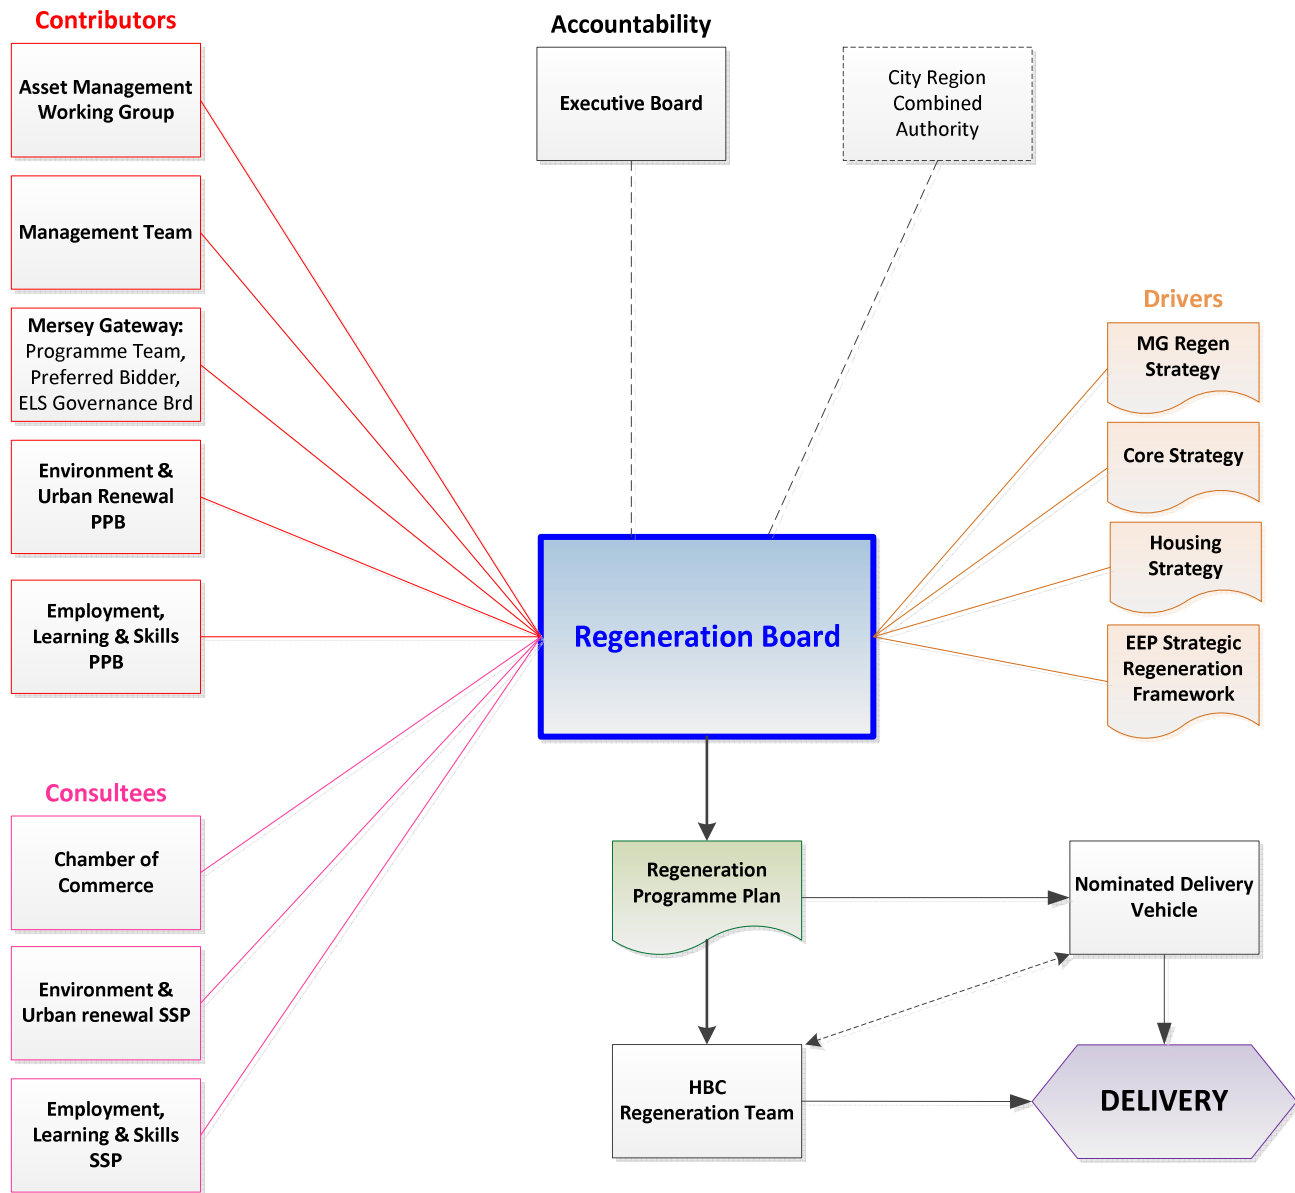 Contributors
Asset Management
Working Group
Management Team
Mersey Gateway:
Programme Team,
Preferred Bidder,
ELS Governance Brd
Environment &
Urban Renewal
PPB
Employment,
Learning & Skills
PPB
Consultees
Chamber of
Commerce
Environment &
Urban renewal SSP
Employment,
Learning & Skills
SSP
Accountability
Executive Board
City Region
Combined
Authority
Regeneration Board
Drivers
MG Regen
Strategy
Core Strategy
Housing
Strategy
EEP Strategic
Regeneration
Framework
Regeneration
Programme Plan
Nominated Delivery
Vehicle
HBC
Regeneration Team
DELIVERY